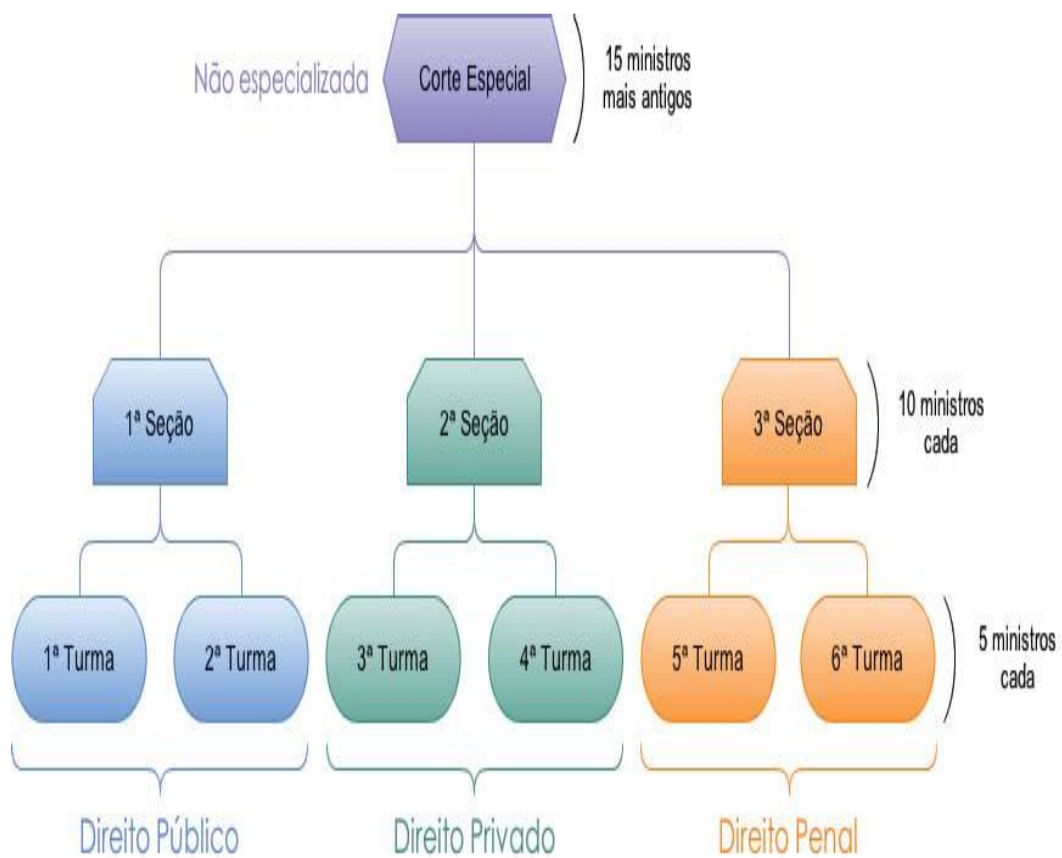 Não especializada
Corte Especial
15 ministros
mais antigos
1ª Seção
2ª Seção
3ª Seção
10 ministros
cada
1ª Turma
2ª Turma
3ª Turma
4ª Turma
5ª Turma
6ª Turma
5 ministros
cada
Direito Público
Direito Privado
Direito Penal